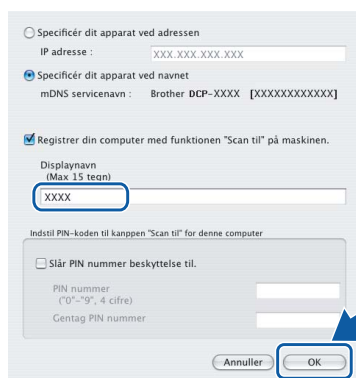 Specificér dit apparat ved adressen
IP adresse : XXX.XXX.XXX.XXX
Specificér dit apparat ved navnet
mDNS servicenavn : Brother DCP-XXXX [XXXXXXXXXXXX]
Registrer din computer med funktionen "Scan til" på maskinen.
Displaynavn
(Max 15 tegn)
XXXX
Indstil PIN-koden til kanppen "Scan til" for denne computer
Slår PIN nummer beskyttelse til.
PIN nummer
("0"-"9", 4 cifre)
Gentag PIN nummer
Annuller OK